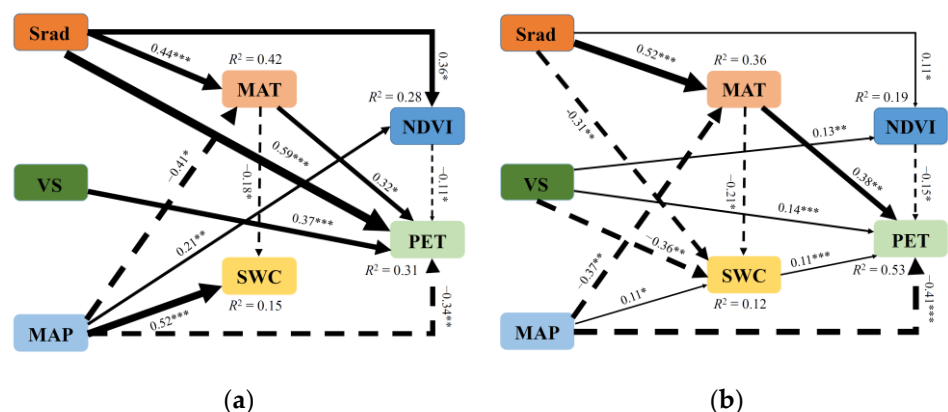 Srad
0.44***
R² = 0.42
MAT
0.36*
R² = 0.28
NDVI
−0.41*
0.59***
−0.18*
0.32*
−0.11*
VS
0.37***
0.21**
PET
R² = 0.31
SWC
R² = 0.15
0.52***
−0.34**
MAP
(a)
Srad
0.52***
R² = 0.36
MAT
0.11*
R² = 0.19
NDVI
−0.31**
0.13**
−0.21*
0.38**
−0.15*
VS
0.14***
−0.36**
−0.37**
PET
R² = 0.53
SWC
0.11***
R² = 0.12
0.11*
−0.41***
MAP
(b)